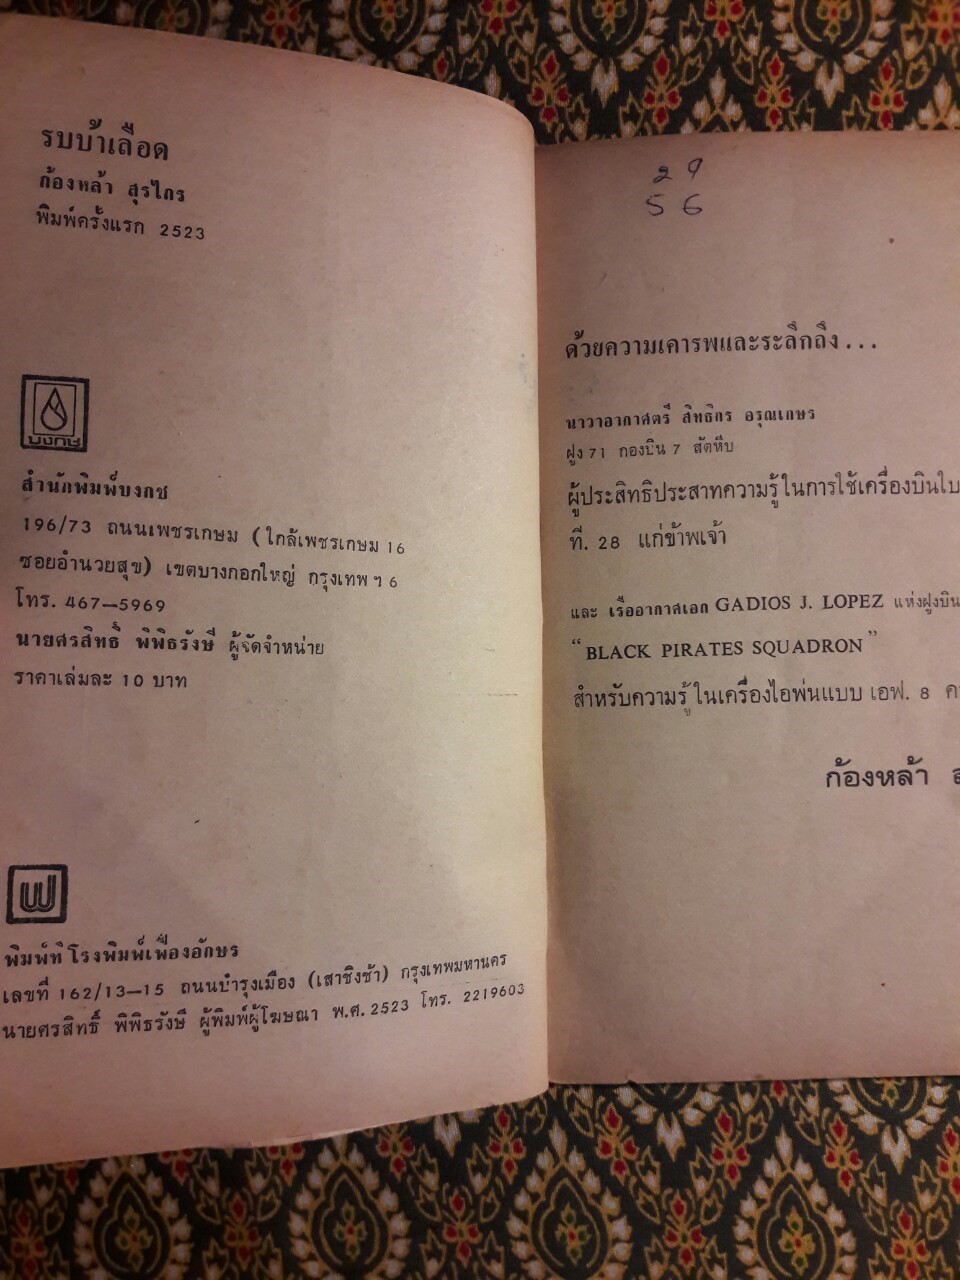 รบบ้าเลือด
ก้องหล้า สุรไกร
พิมพ์ครั้งแรก 2523
บงกช
สำนักพิมพ์บงกช
196/73 ถนนเพชรเกษม (ใกล้เพชรเกษม 16
ซอยอำนวยสุข) เขตบางกอกใหญ่ กรุงเทพฯ 6
โทร. 467—5969
นายศรสิทธิ์ พิพิธรังษี ผู้จัดจำหน่าย
ราคาเล่มละ 10 บาท
พิมพ์ที่โรงพิมพ์เฟื่องอักษร
เลขที่ 162/13—15 ถนนบำรุงเมือง (เสาชิงช้า) กรุงเทพมหานคร
นายศรสิทธิ์ พิพิธรังษี ผู้พิมพ์ผู้โฆษณา พ.ศ. 2523 โทร. 2219603
29
56
ด้วยความเคารพและระลึกถึง...
นาวาอากาศตรี สิทธิกร อรุณเกษร
ฝูง 71 กองบิน 7 สัตหีบ
ผู้ประสิทธิประสาทความรู้ในการใช้เครื่องบินใบ
ที. 28 แก่ข้าพเจ้า
และ เรืออากาศเอก GADIOS J. LOPEZ แห่งฝูงบิน
“BLACK PIRATES SQUADRON”
สำหรับความรู้ในเครื่องไอพ่นแบบ เอฟ. 8
ก้องหล้า